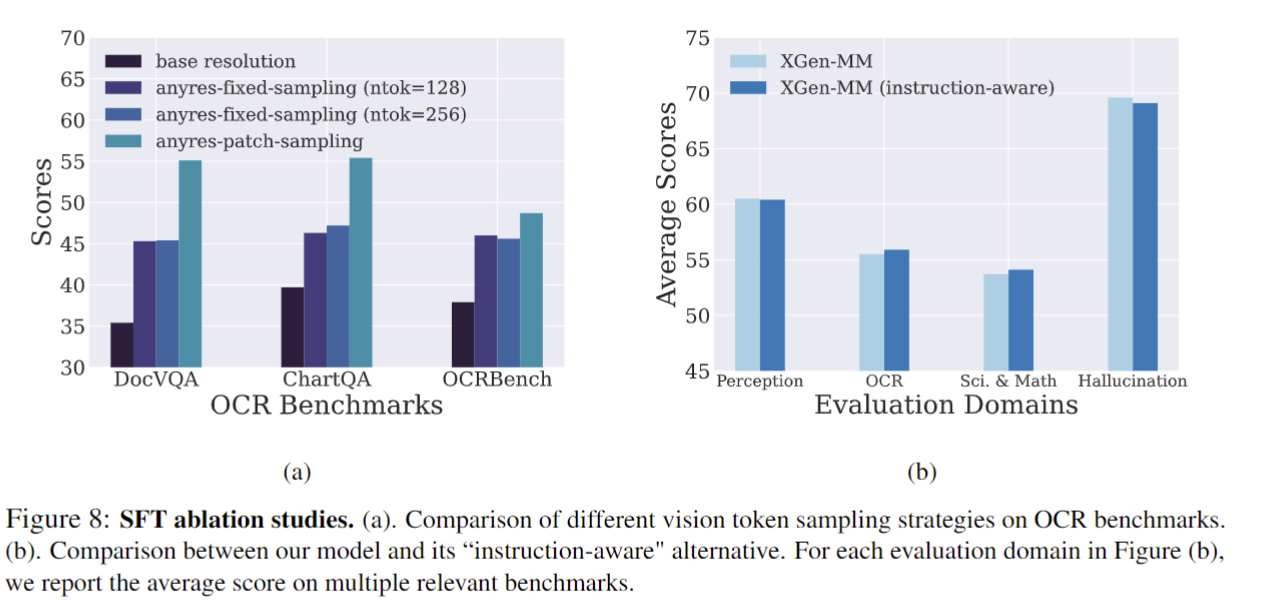 70
65
60
55
50
45
40
35
30
Scores
base resolution
anyres-fixed-sampling (ntok=128)
anyres-fixed-sampling (ntok=256)
anyres-patch-sampling
DocVQA ChartQA OCRBench
OCR Benchmarks
(a)
75
70
65
60
55
50
45
Average Scores
XGen-MM
XGen-MM (instruction-aware)
Perception OCR Sci. & Math Hallucination
Evaluation Domains
(b)
Figure 8: SFT ablation studies. (a). Comparison of different vision token sampling strategies on OCR benchmarks.
(b). Comparison between our model and its “instruction-aware" alternative. For each evaluation domain in Figure (b),
we report the average score on multiple relevant benchmarks.